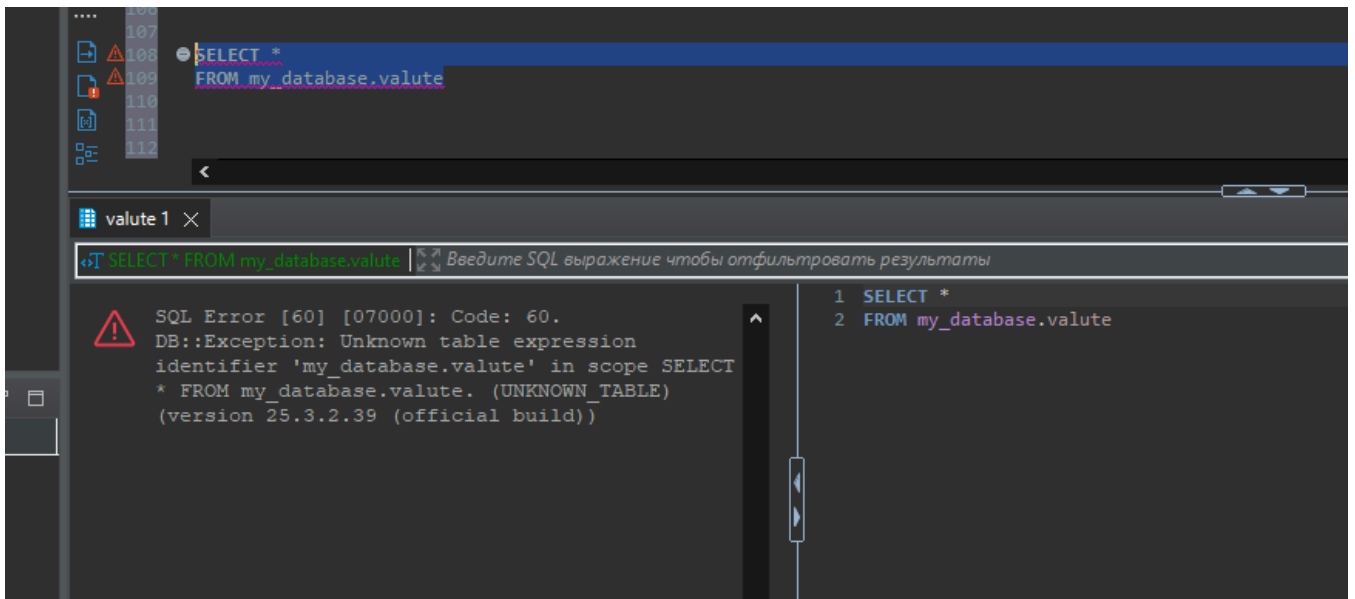 106
107
108 SELECT *
109 FROM my_database.valute
110
111
112
valute 1
SELECT * FROM my_database.valute Введите SQL выражение чтобы отфильтровать результаты
SQL Error [60] [07000]: Code: 60.
DB::Exception: Unknown table expression
identifier 'my_database.valute' in scope SELECT
* FROM my_database.valute. (UNKNOWN_TABLE)
(version 25.3.2.39 (official build))
1 SELECT *
2 FROM my_database.valute